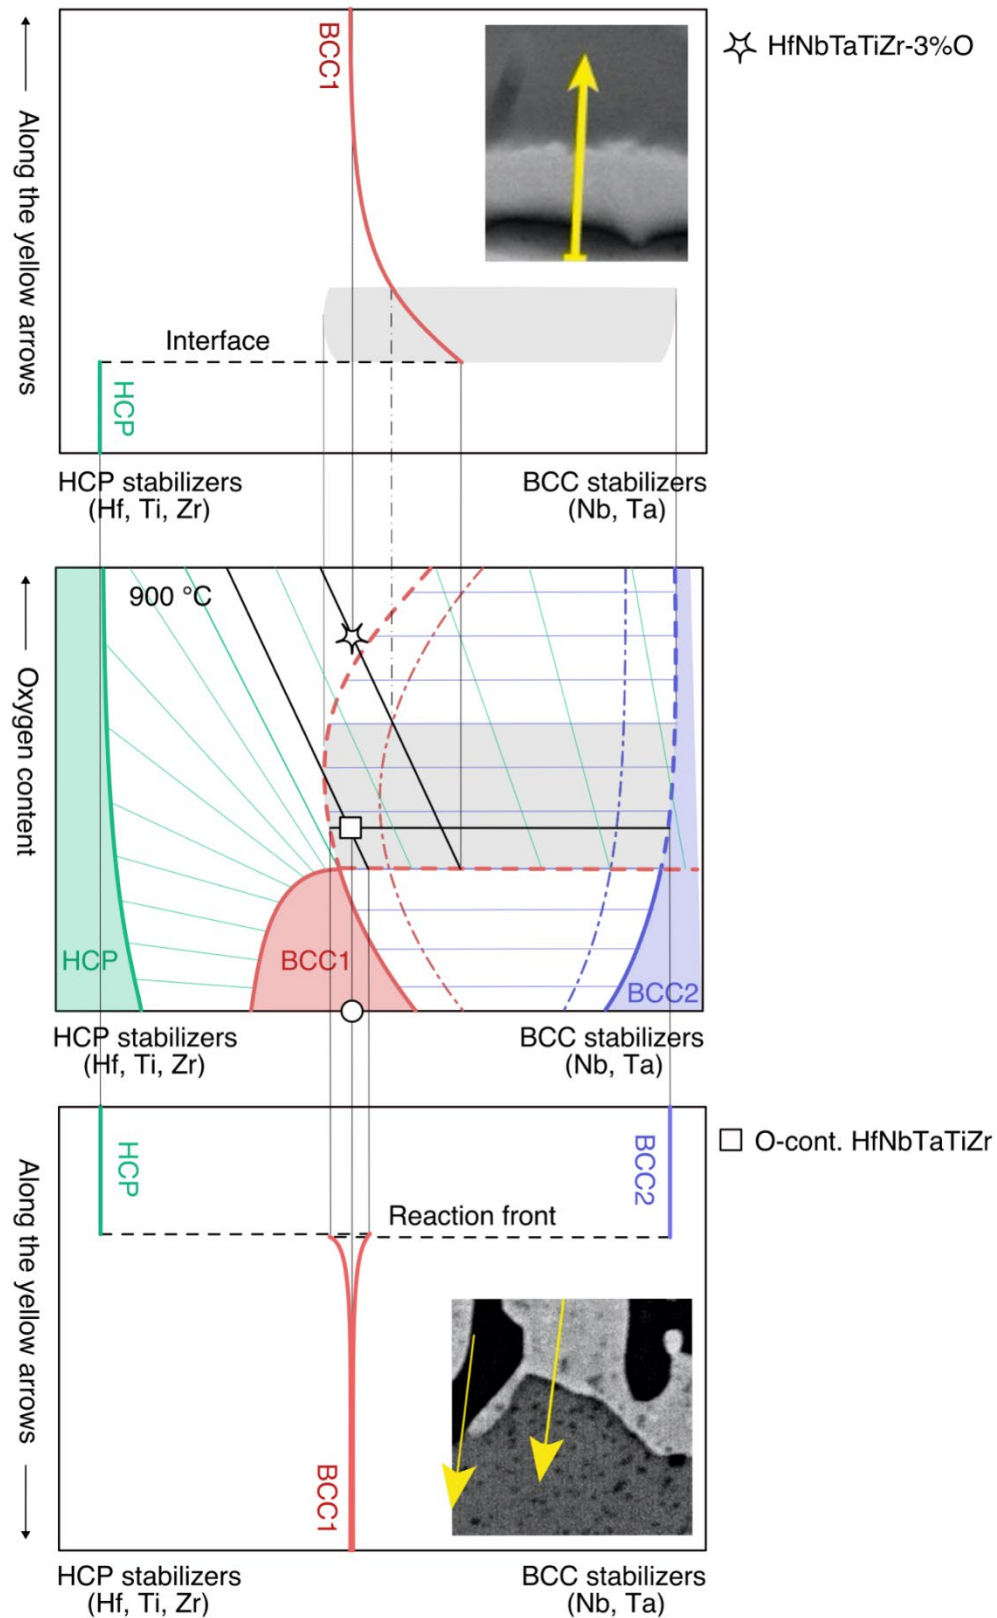 BCC1
HfNbTaTiZr-3%O
Along the yellow arrows
Interface
HCP
HCP stabilizers
(Hf, Ti, Zr)
BCC stabilizers
(Nb, Ta)
900 °C
Oxygen content
HCP
BCC1
BCC2
HCP stabilizers
(Hf, Ti, Zr)
BCC stabilizers
(Nb, Ta)
HCP
BCC2
O-cont. HfNbTaTiZr
Along the yellow arrows
Reaction front
BCC1
HCP stabilizers
(Hf, Ti, Zr)
BCC stabilizers
(Nb, Ta)